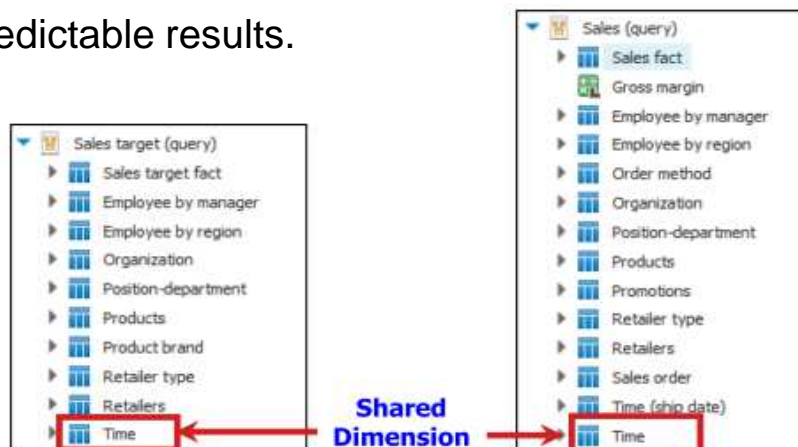 edictable results.
Sales target (query)
Sales target fact
Employee by manager
Employee by region
Organization
Position-department
Products
Product brand
Retailer type
Retailers
Time
Shared
Dimension
Sales (query)
Sales fact
Gross margin
Employee by manager
Employee by region
Order method
Organization
Position-department
Products
Promotions
Retailer type
Retailers
Sales order
Time (ship date)
Time